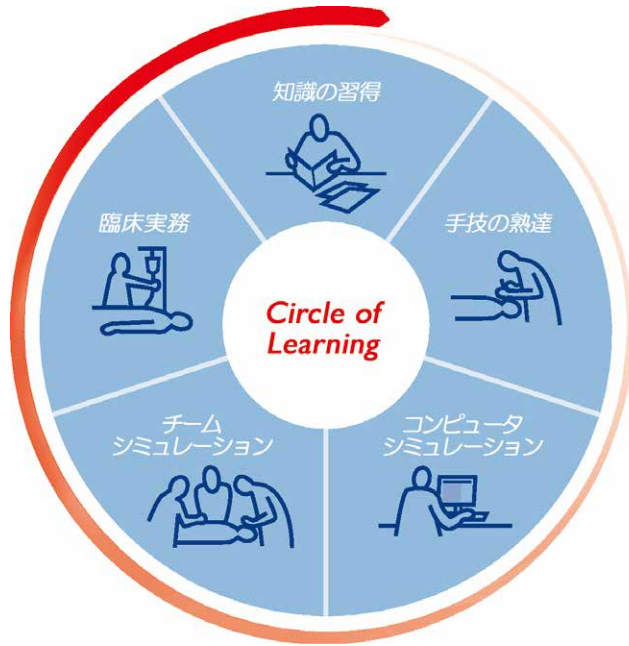 知識の習得
手技の熟達
コンピュータ
シミュレーション
チーム
シミュレーション
臨床実務
Circle of
Learning